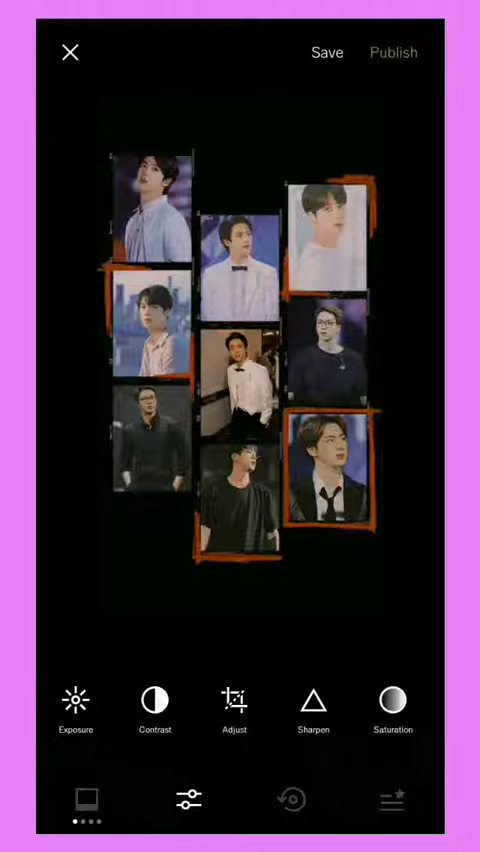 Save
Publish
Exposure
Contrast
Adjust
Sharpen
Saturation